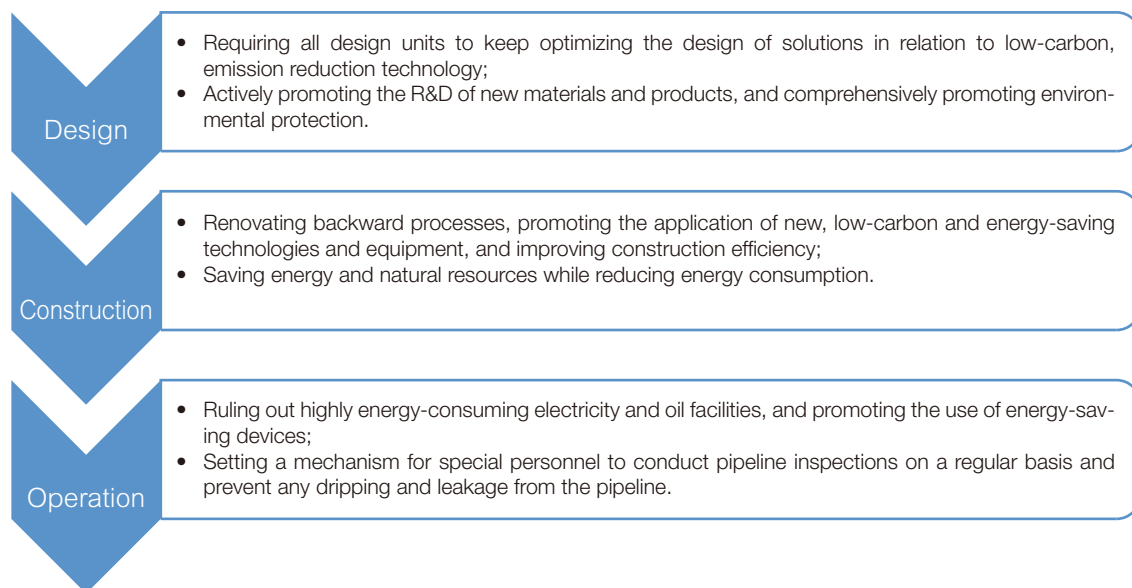 Design
• Requiring all design units to keep optimizing the design of solutions in relation to low-carbon,
emission reduction technology;
• Actively promoting the R&D of new materials and products, and comprehensively promoting environ-
mental protection.
Construction
• Renovating backward processes, promoting the application of new, low-carbon and energy-saving
technologies and equipment, and improving construction efficiency;
• Saving energy and natural resources while reducing energy consumption.
Operation
• Ruling out highly energy-consuming electricity and oil facilities, and promoting the use of energy-sav-
ing devices;
• Setting a mechanism for special personnel to conduct pipeline inspections on a regular basis and
prevent any dripping and leakage from the pipeline.